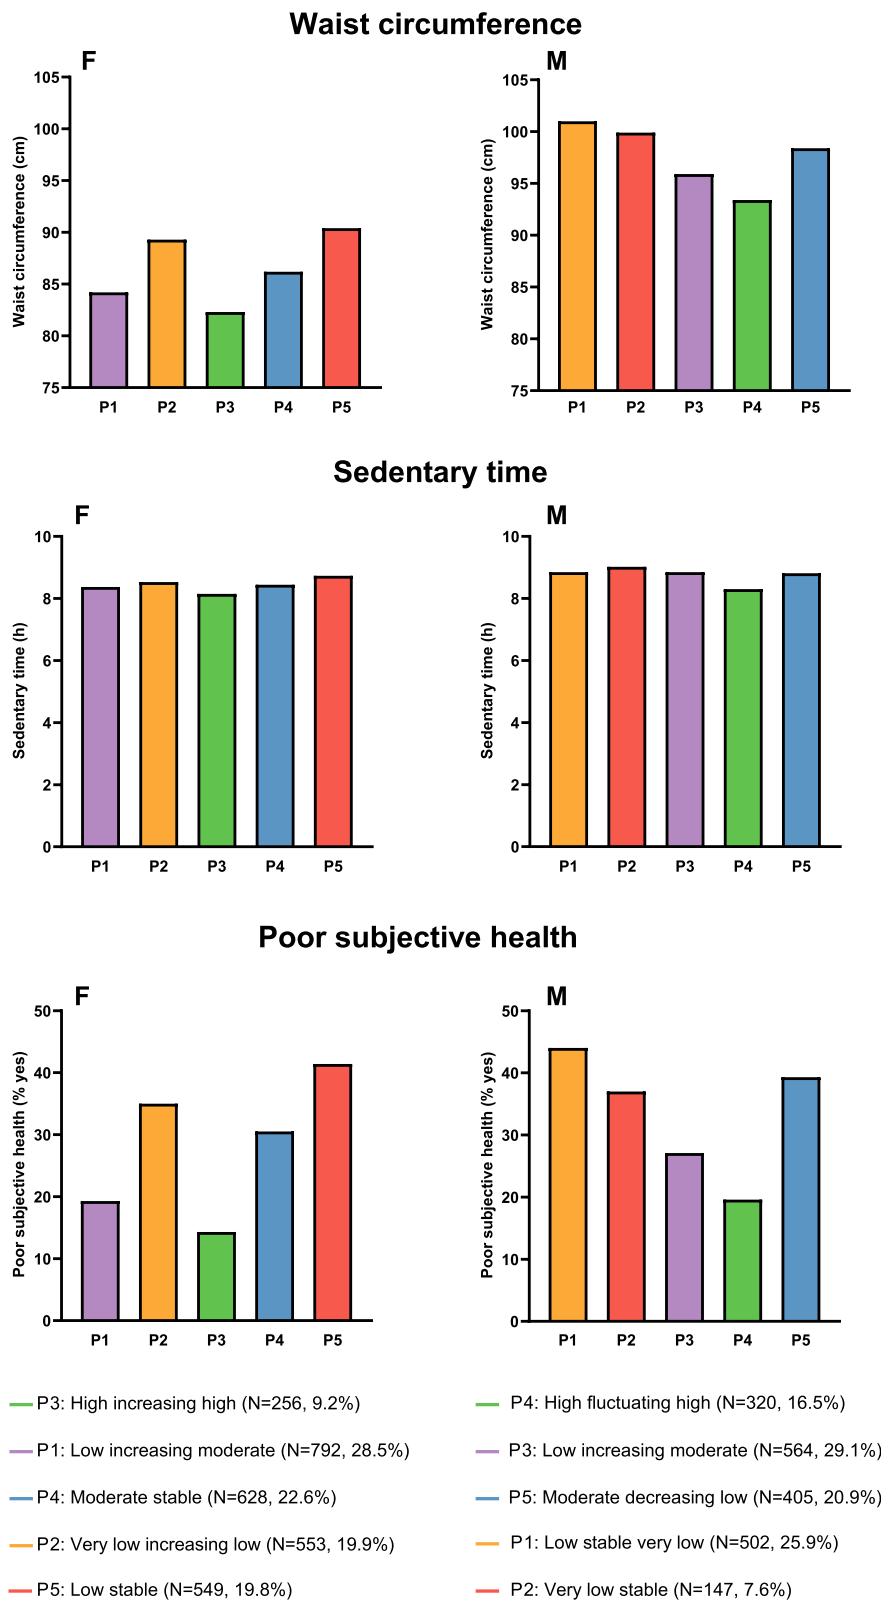 Waist circumference
F
M
Waist circumference (cm)
105
100
95
90
85
80
75
P1 P2 P3 P4 P5
Waist circumference (cm)
105
100
95
90
85
80
75
P1 P2 P3 P4 P5
Sedentary time
F
M
Sedentary time (h)
10
8
6
4
2
0
P1 P2 P3 P4 P5
Sedentary time (h)
10
8
6
4
2
0
P1 P2 P3 P4 P5
Poor subjective health
F
M
Poor subjective health (% yes)
50
40
30
20
10
0
P1 P2 P3 P4 P5
Poor subjective health (% yes)
50
40
30
20
10
0
P1 P2 P3 P4 P5
P3: High increasing high (N=256, 9.2%)
P1: Low increasing moderate (N=792, 28.5%)
P4: Moderate stable (N=628, 22.6%)
P2: Very low increasing low (N=553, 19.9%)
P5: Low stable (N=549, 19.8%)
P4: High fluctuating high (N=320, 16.5%)
P3: Low increasing moderate (N=564, 29.1%)
P5: Moderate decreasing low (N=405, 20.9%)
P1: Low stable very low (N=502, 25.9%)
P2: Very low stable (N=147, 7.6%)